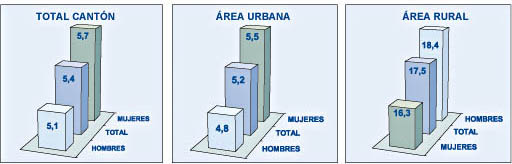 TOTAL CANTÓN
5,7
5,4
5,1
MUJERES
TOTAL
HOMBRES
ÁREA URBANA
5,5
5,2
4,8
MUJERES
TOTAL
HOMBRES
ÁREA RURAL
18,4
17,5
16,3
HOMBRES
TOTAL
MUJERES